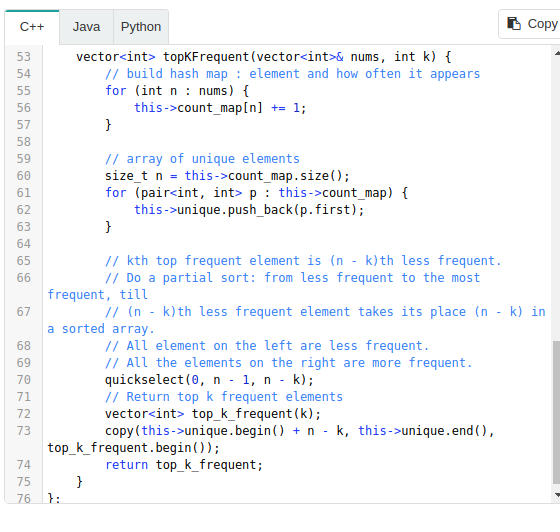 C++ Java Python Copy
53 vector<int> topKFrequent(vector<int>& nums, int k) {
54 // build hash map : element and how often it appears
55 for (int n : nums) {
56 this->count_map[n] += 1;
57 }
58
59 // array of unique elements
60 size_t n = this->count_map.size();
61 for (pair<int, int> p : this->count_map) {
62 this->unique.push_back(p.first);
63 }
64
65 // kth top frequent element is (n - k)th less frequent.
66 // Do a partial sort: from less frequent to the most
frequent, till
67 // (n - k)th less frequent element takes its place (n - k) in
a sorted array.
68 // All element on the left are less frequent.
69 // All the elements on the right are more frequent.
70 quickselect(0, n - 1, n - k);
71 // Return top k frequent elements
72 vector<int> top_k_frequent(k);
73 copy(this->unique.begin() + n - k, this->unique.end(),
top_k_frequent.begin());
74 return top_k_frequent;
75 }
76 };